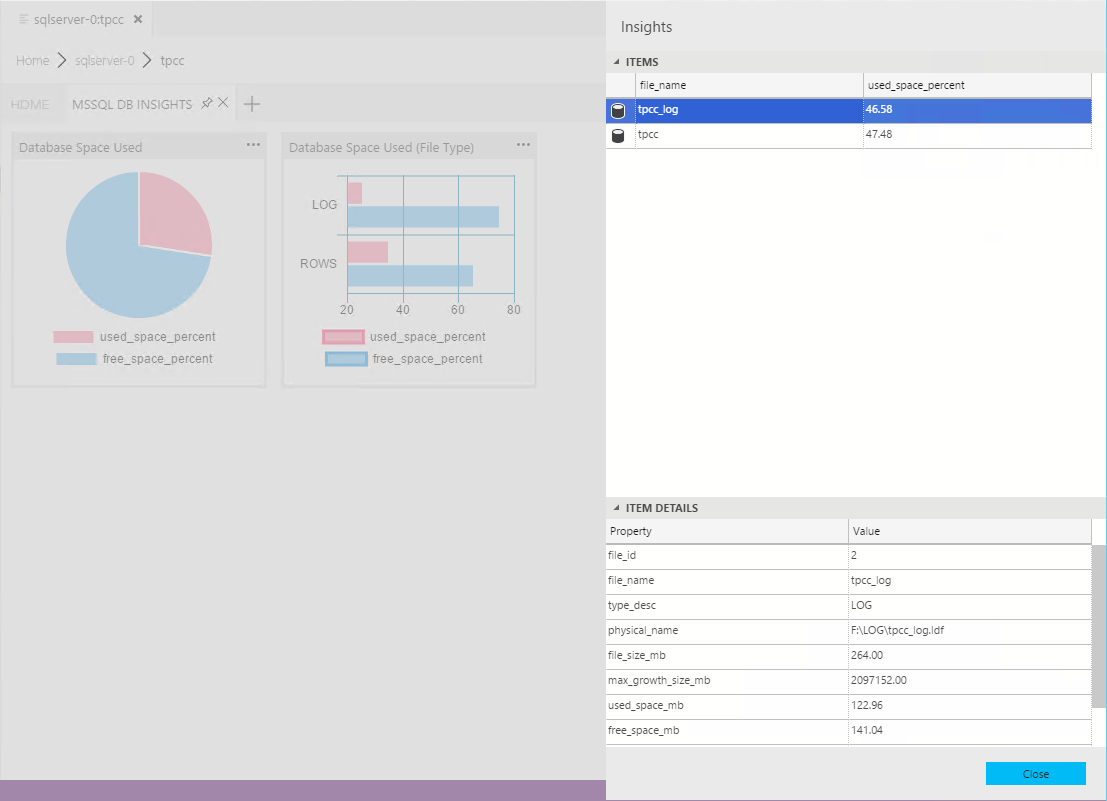 sqlserver-0:tpcc
Home sqlserver-0 tpcc
HOME MSSQL DB INSIGHTS
Database Space Used
used_space_percent
free_space_percent
Database Space Used (File Type)
LOG
ROWS
20 40 60 80
used_space_percent
free_space_percent
Insights
ITEMS
file_name used_space_percent
tpcc_log 46.58
tpcc 47.48
ITEM DETAILS
Property Value
file_id 2
file_name tpcc_log
type_desc LOG
physical_name F:\LOG\tpcc_log.ldf
file_size_mb 264.00
max_growth_size_mb 2097152.00
used_space_mb 122.96
free_space_mb 141.04
Close